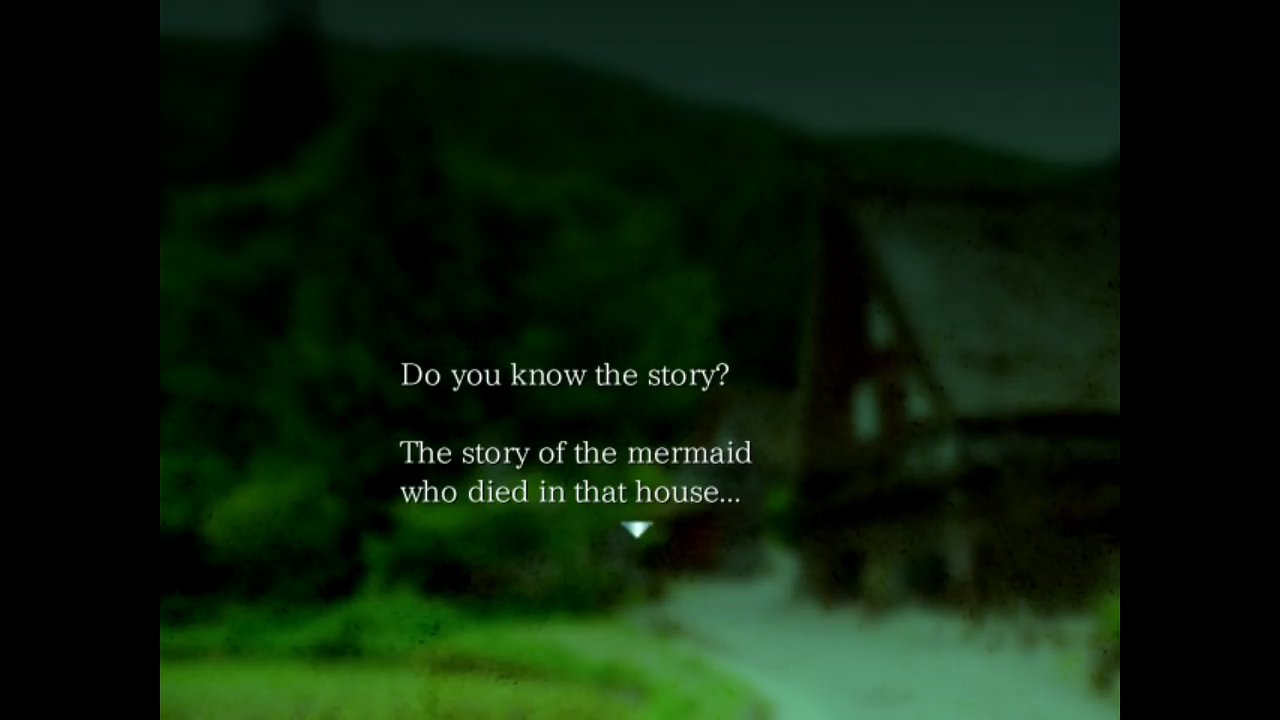 Do you know the story?
The story of the mermaid
who died in that house...